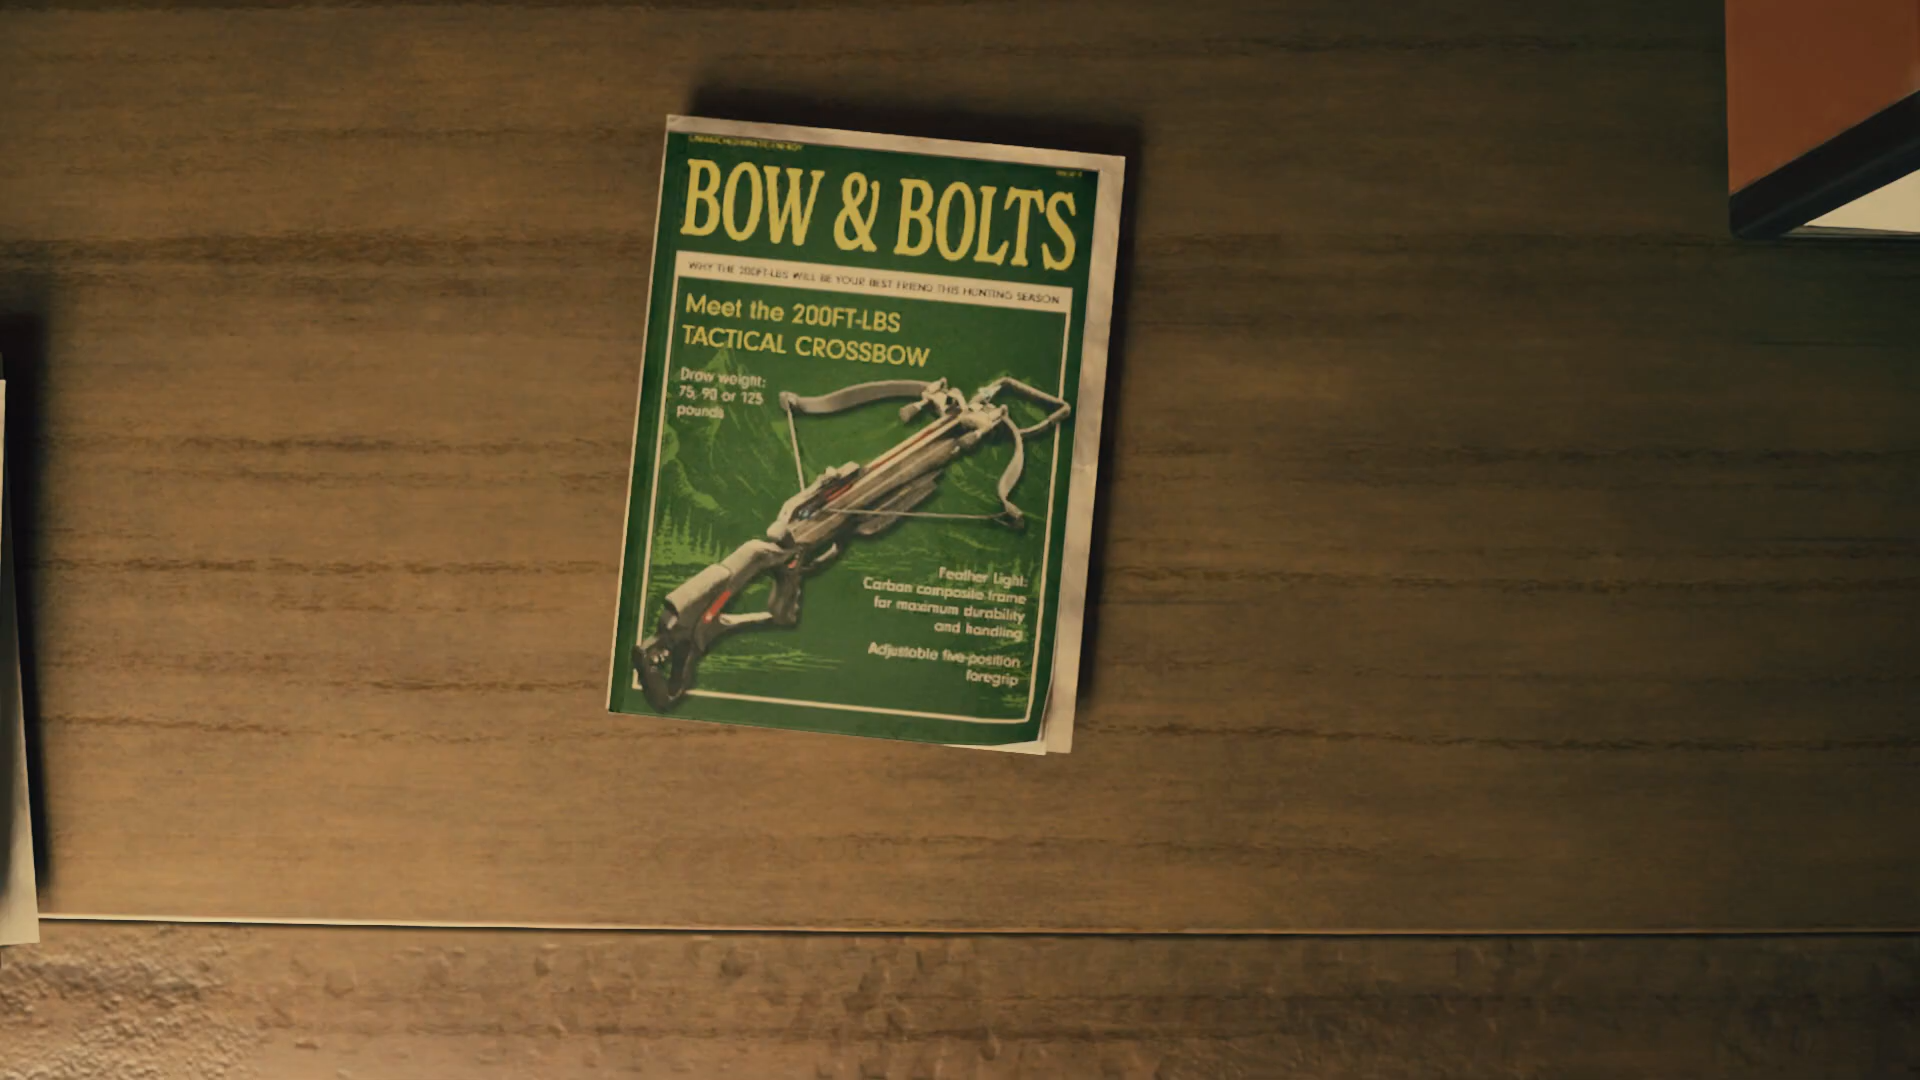 BOW & BOLTS
WHY THE 200FT-LBS WILL BE YOUR BEST FRIEND THIS HUNTING SEASON
Meet the 200FT-LBS
TACTICAL CROSSBOW
Draw weight:
75, 90 or 125
pounds
Feather Light:
Carbon composite frame
for maximum durability
and handling
Adjustable five-position
foregrip